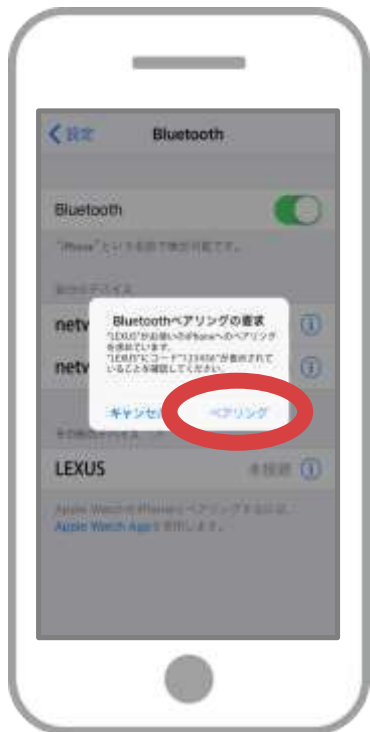 設定 Bluetooth
Bluetooth
"iPhone"という名前で検出可能です。
自分のデバイス
Bluetoothペアリングの要求
"LEXUS"がお使いのiPhoneへのペアリング
を求めています。
"LEXUS"にコード"123456"が表示されて
いることを確認してください。
netw
netw
キャンセル ペアリング
その他のデバイス
LEXUS 未接続
Apple WatchをiPhoneとペアリングするには、
Apple Watch Appを使用します。